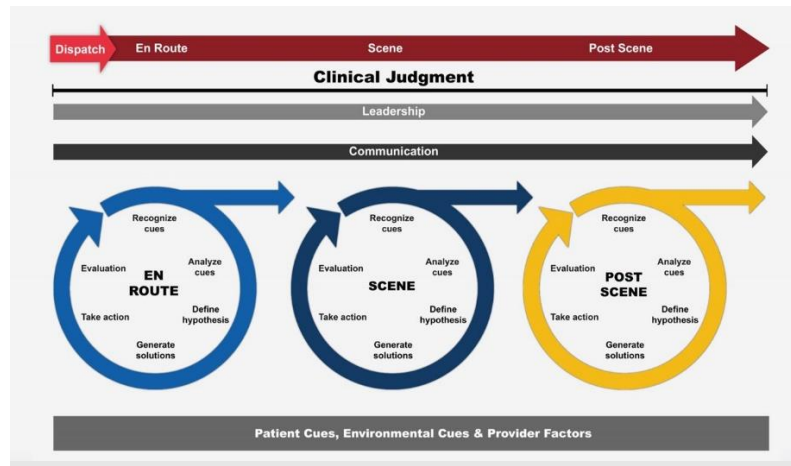 Dispatch En Route Scene Post Scene
Clinical Judgment
Leadership
Communication
Recognize
cues
Analyze
cues
Define
hypothesis
Generate
solutions
Take action
Evaluation
EN
ROUTE
Recognize
cues
Analyze
cues
Define
hypothesis
Generate
solutions
Take action
Evaluation
SCENE
Recognize
cues
Analyze
cues
Define
hypothesis
Generate
solutions
Take action
Evaluation
POST
SCENE
Patient Cues, Environmental Cues & Provider Factors